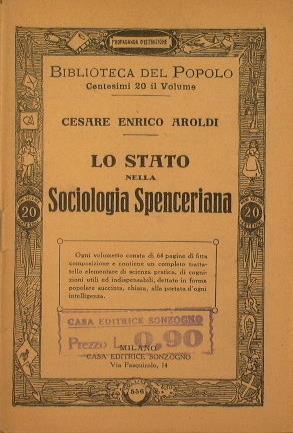 PROPAGANDA D'ISTRUZIONE
BIBLIOTECA DEL POPOLO
Centesimi 20 il Volume
CESARE ENRICO AROLDI
LO STATO
NELLA
Sociologia Spenceriana
20
20
Ogni volumetto consta di 64 pagine di fitta
composizione e contiene un completo tratta-
tello elementare di scienza pratica, di cogni-
zioni utili ed indispensabili, dettato in forma
popolare succinta, chiara, alla portata d'ogni
intelligenza.
CASA EDITRICE SONZOGNO
Prezzo L. 0,90
MILANO
CASA EDITRICE SONZOGNO
Via Pasquirolo, 14
556